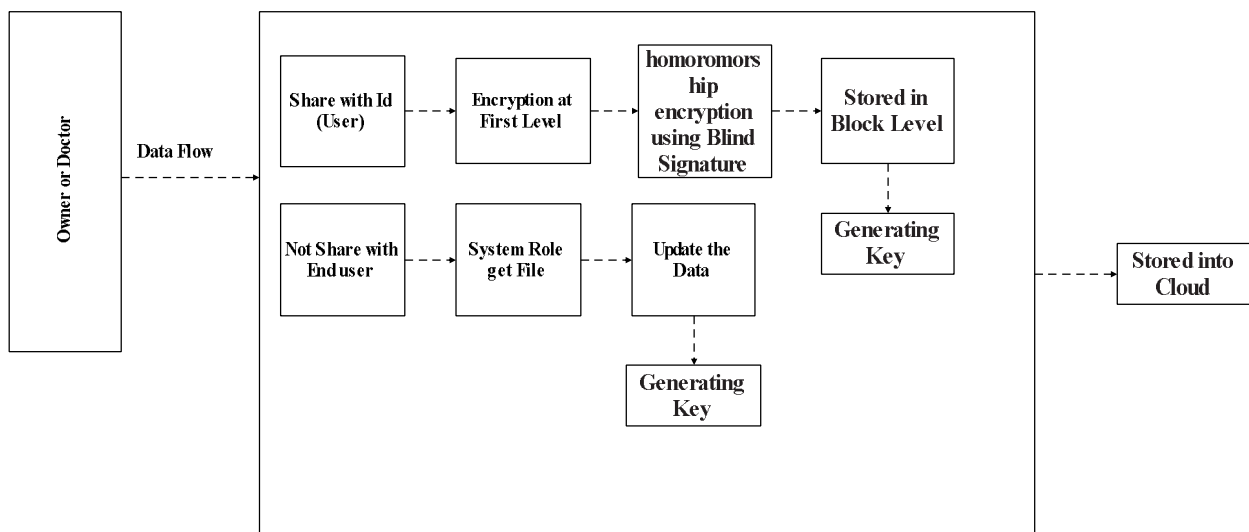 Owner or Doctor
Data Flow
Share with Id
(User)
Encryption at
First Level
homoromors
hip
encryption
using Blind
Signature
Stored in
Block Level
Generating
Key
Not Share with
End user
System Role
get File
Update the
Data
Generating
Key
Stored into
Cloud